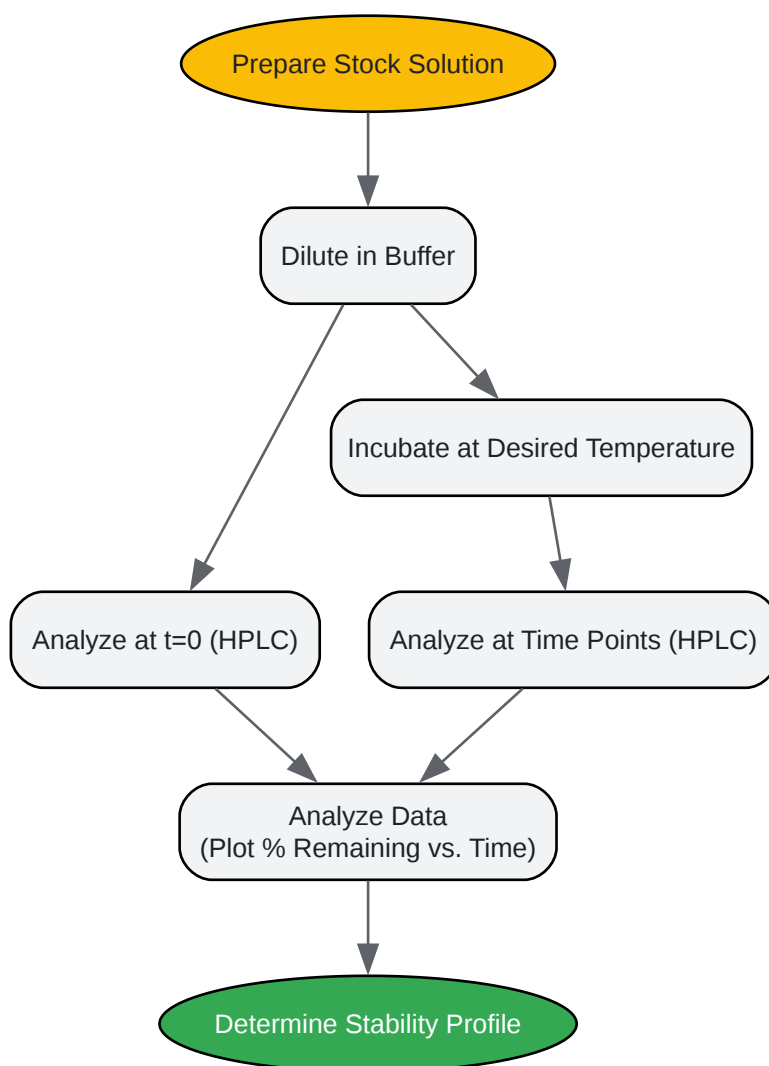 Prepare Stock Solution
Dilute in Buffer
Incubate at Desired Temperature
Analyze at t=0 (HPLC)
Analyze at Time Points (HPLC)
Analyze Data
(Plot % Remaining vs. Time)
Determine Stability Profile